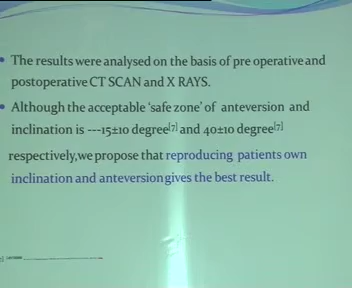 • The results were analysed on the basis of pre operative and
postoperative CT SCAN and X RAYS.
• Although the acceptable 'safe zone' of anteversion and
inclination is ---15±10 degree[7] and 40±10 degree[7]
respectively,we propose that reproducing patients own
inclination and anteversion gives the best result.